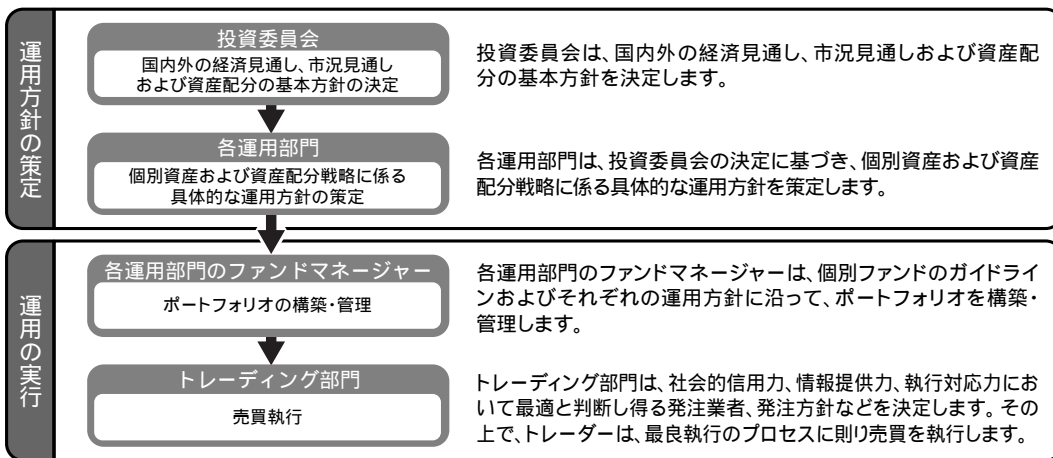 運用方針の策定
投資委員会
国内外の経済見通し、市況見通し
および資産配分の基本方針の決定
投資委員会は、国内外の経済見通し、市況見通しおよび資産配
分の基本方針を決定します。
各運用部門
個別資産および資産配分戦略に係る
具体的な運用方針の策定
各運用部門は、投資委員会の決定に基づき、個別資産および資産
配分戦略に係る具体的な運用方針を策定します。
運用の実行
各運用部門のファンドマネージャー
ポートフォリオの構築・管理
各運用部門のファンドマネージャーは、個別ファンドのガイドライ
ンおよびそれぞれの運用方針に沿って、ポートフォリオを構築・
管理します。
トレーディング部門
売買執行
トレーディング部門は、社会的信用力、情報提供力、執行対応力にお
いて最適と判断し得る発注業者、発注方針などを決定します。その
上で、トレーダーは、最良執行のプロセスに則り売買を執行します。